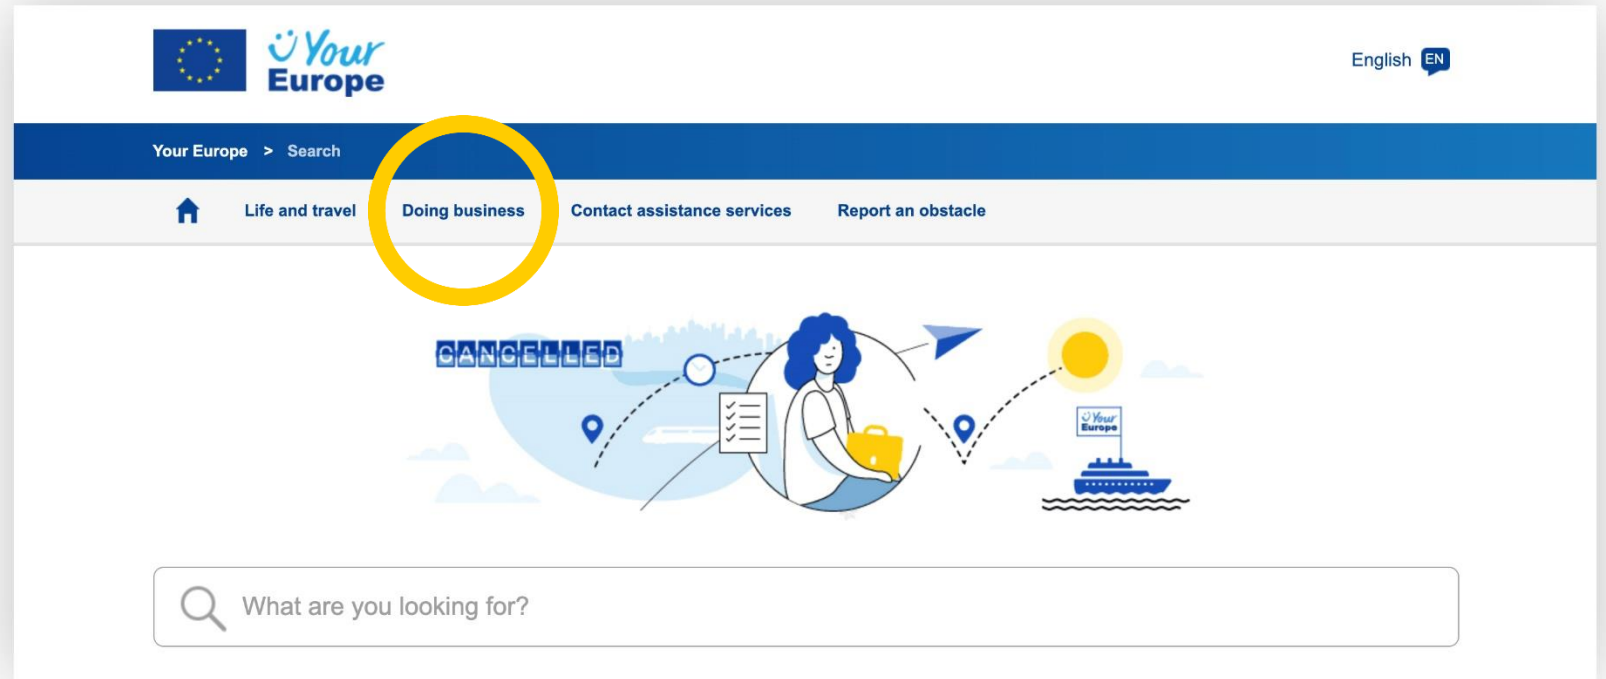 Your
Europe
English EN
Your Europe > Search
Life and travel Doing business Contact assistance services Report an obstacle
CANCELLED
Your
Europe
What are you looking for?